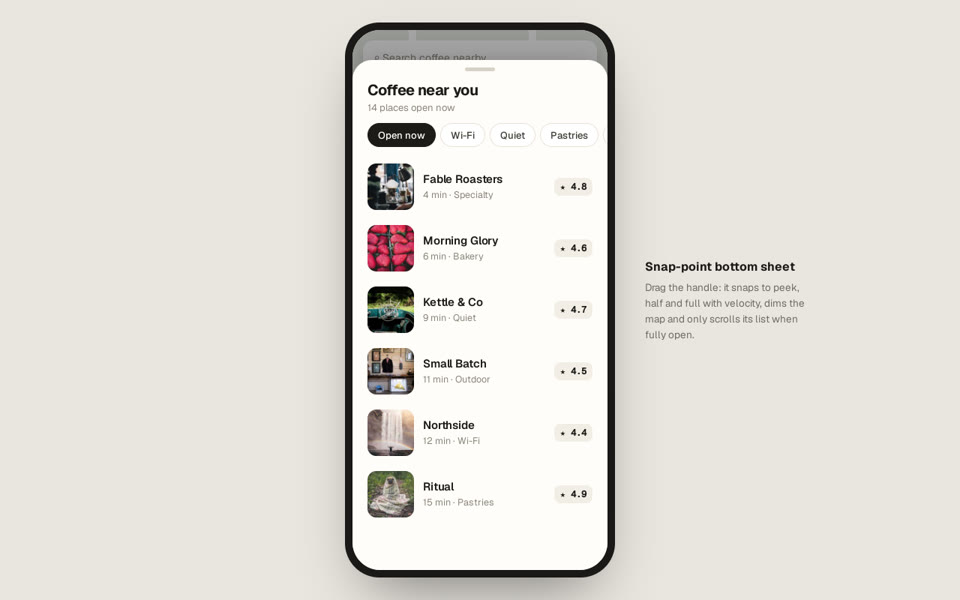 ⌕ Search coffee nearby
Coffee near you
14 places open now
Open now Wi-Fi Quiet Pastries
Fable Roasters
4 min · Specialty
★ 4.8
Morning Glory
6 min · Bakery
★ 4.6
Kettle & Co
9 min · Quiet
★ 4.7
Small Batch
11 min · Outdoor
★ 4.5
Northside
12 min · Wi-Fi
★ 4.4
Ritual
15 min · Pastries
★ 4.9
Snap-point bottom sheet
Drag the handle: it snaps to peek,
half and full with velocity, dims the
map and only scrolls its list when
fully open.